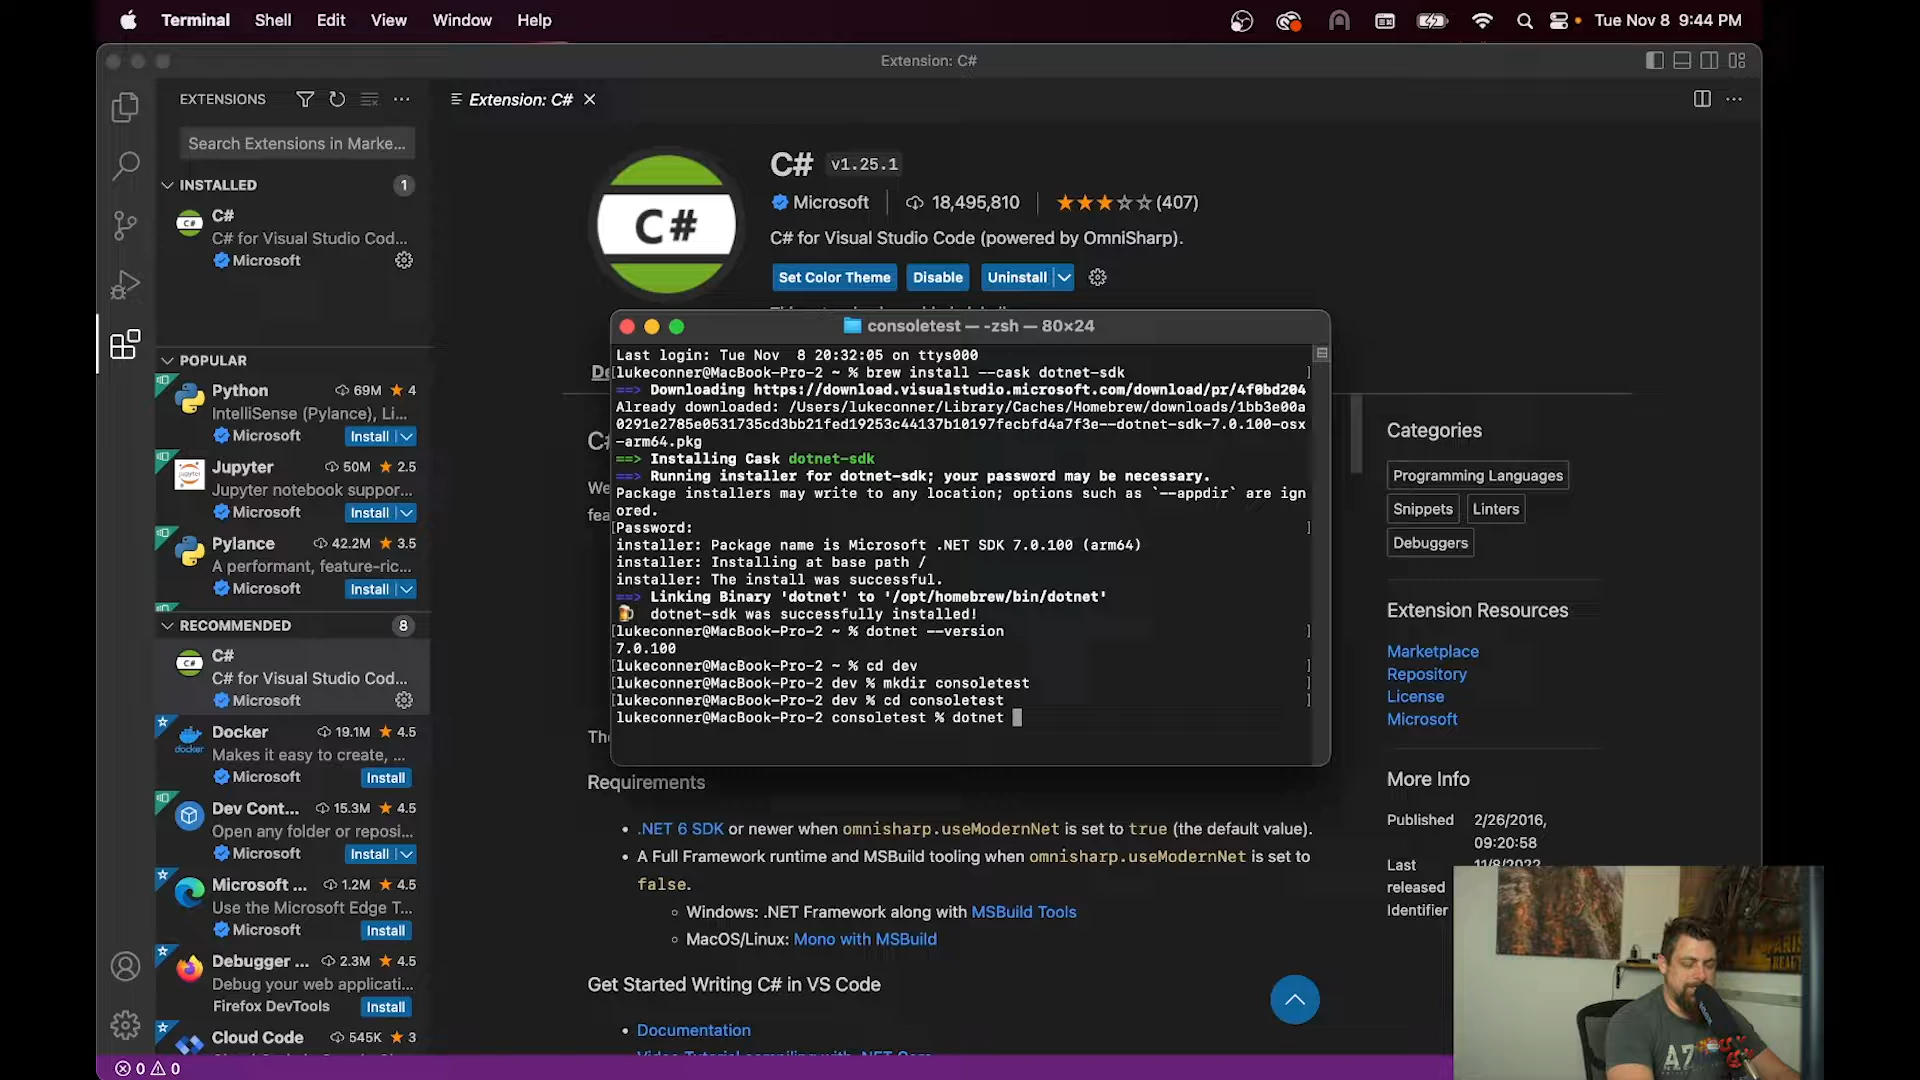 Terminal Shell Edit View Window Help
Tue Nov 8 9:44 PM
Extension: C#
EXTENSIONS
Extension: C#
Search Extensions in Marke...
INSTALLED 1
C#
C# for Visual Studio Cod...
Microsoft
POPULAR
Python 69M 4
IntelliSense (Pylance), Li...
Microsoft Install
Jupyter 50M 2.5
Jupyter notebook suppor...
Microsoft Install
Pylance 42.2M 3.5
A performant, feature-ric...
Microsoft Install
RECOMMENDED 8
C#
C# for Visual Studio Cod...
Microsoft
Docker 19.1M 4.5
Makes it easy to create, ...
Microsoft Install
Dev Cont... 15.3M 4.5
Open any folder or reposi...
Microsoft Install
Microsoft ... 1.2M 4.5
Use the Microsoft Edge T...
Microsoft Install
Debugger ... 2.3M 4.5
Debug your web applicati...
Firefox DevTools Install
Cloud Code 545K 3
0 0
C#
C# v1.25.1
Microsoft 18,495,810 (407)
C# for Visual Studio Code (powered by OmniSharp).
Set Color Theme Disable Uninstall
consoletest — -zsh — 80×24
Last login: Tue Nov  8 20:32:05 on ttys000
[lukeconner@MacBook-Pro-2 ~ % brew install --cask dotnet-sdk ]
==> Downloading https://download.visualstudio.microsoft.com/download/pr/4f0bd204
Already downloaded: /Users/lukeconner/Library/Caches/Homebrew/downloads/1bb3e00a
0291e2785e0531735cd3bb21fed19253c44137b10197fecbfd4a7f3e--dotnet-sdk-7.0.100-osx
-arm64.pkg
==> Installing Cask dotnet-sdk
==> Running installer for dotnet-sdk; your password may be necessary.
Package installers may write to any location; options such as `--appdir` are ign
ored.
[Password: ]
installer: Package name is Microsoft .NET SDK 7.0.100 (arm64)
installer: Installing at base path /
installer: The install was successful.
==> Linking Binary 'dotnet' to '/opt/homebrew/bin/dotnet'
dotnet-sdk was successfully installed!
[lukeconner@MacBook-Pro-2 ~ % dotnet --version ]
7.0.100
[lukeconner@MacBook-Pro-2 ~ % cd dev ]
[lukeconner@MacBook-Pro-2 dev % mkdir consoletest ]
[lukeconner@MacBook-Pro-2 dev % cd consoletest ]
lukeconner@MacBook-Pro-2 consoletest % dotnet
De
C#
We
fea
The
Requirements
• .NET 6 SDK or newer when omnisharp.useModernNet is set to true (the default value).
• A Full Framework runtime and MSBuild tooling when omnisharp.useModernNet is set to
false.
Windows: .NET Framework along with MSBuild Tools
MacOS/Linux: Mono with MSBuild
Get Started Writing C# in VS Code
• Documentation
Categories
Programming Languages
Snippets Linters
Debuggers
Extension Resources
Marketplace
Repository
License
Microsoft
More Info
Published 2/26/2016,
09:20:58
Last 11/8/2022
released
Identifier
A7